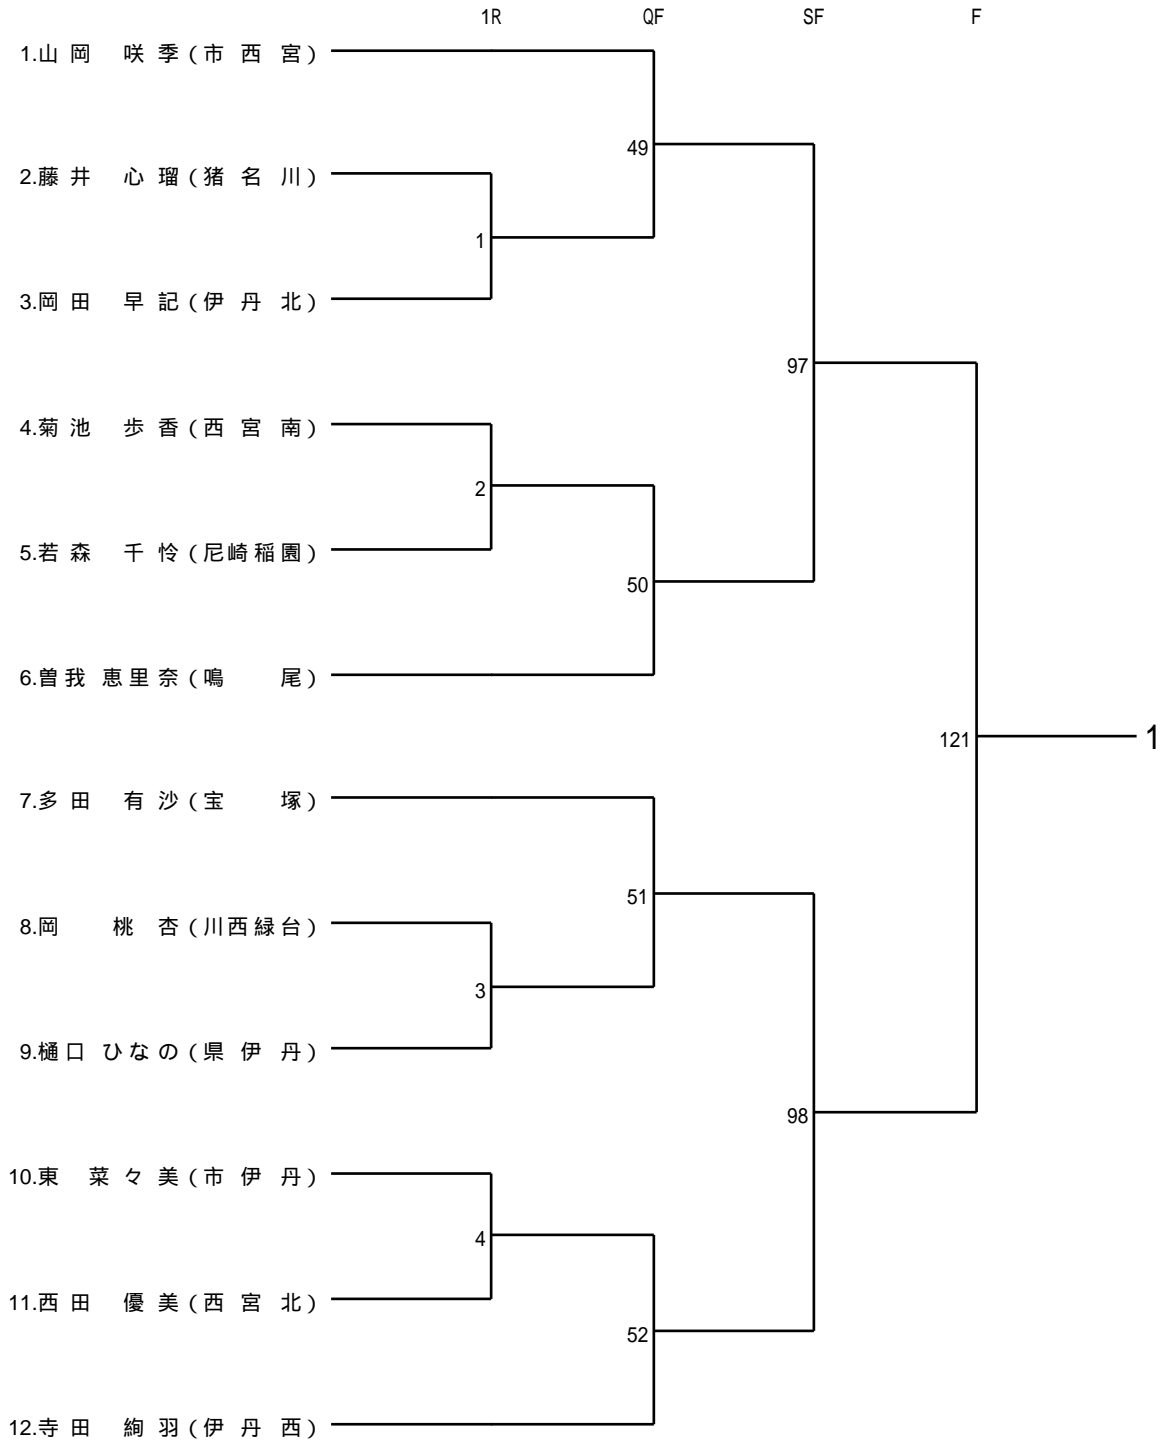 1R QF SF F
1.山岡 咲季(市西宮)
49
2.藤井 心瑠(猪名川)
1
3.岡田 早記(伊丹北)
97
4.菊池 歩香(西宮南)
2
5.若森 千怜(尼崎稲園)
50
6.曽我 恵里奈(鳴尾)
121 1
7.多田 有沙(宝塚)
51
8.岡 桃杏(川西緑台)
3
9.樋口 ひなの(県伊丹)
98
10.東 菜々美(市伊丹)
4
11.西田 優美(西宮北)
52
12.寺田 絢羽(伊丹西)